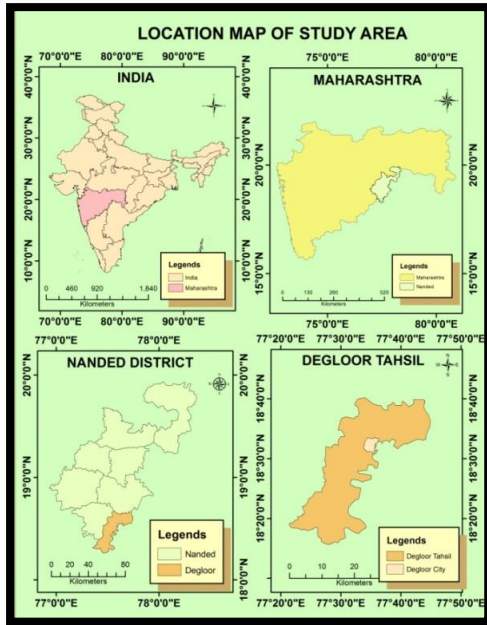 LOCATION MAP OF STUDY AREA
70°0'0"N 80°0'0"N 90°0'0"N
INDIA
40°0'0"N
30°0'0"N
20°0'0"N
10°0'0"N
Legends
India
Maharashtra
0 460 920 1,840
Kilometers
70°0'0"E 80°0'0"E 90°0'0"E
75°0'0"E 80°0'0"E
MAHARASHTRA
20°0'0"N
15°0'0"N
Legends
Maharashtra
Nanded
0 130 260 520
Kilometers
75°0'0"E 80°0'0"E
77°0'0"E 78°0'0"E
NANDED DISTRICT
20°0'0"N
19°0'0"N
18°0'0"N
Legends
Nanded
Degloor
0 20 40 80
Kilometers
77°0'0"E 78°0'0"E
77°20'0"E 77°30'0"E 77°40'0"E 77°50'0"E
DEGLOOR TAHSIL
N
W E
S
18°40'0"N
18°30'0"N
18°20'0"N
Legends
Degloor Tahsil
Degloor City
0 10 20
Kilometers
77°20'0"E 77°30'0"E 77°40'0"E 77°50'0"E